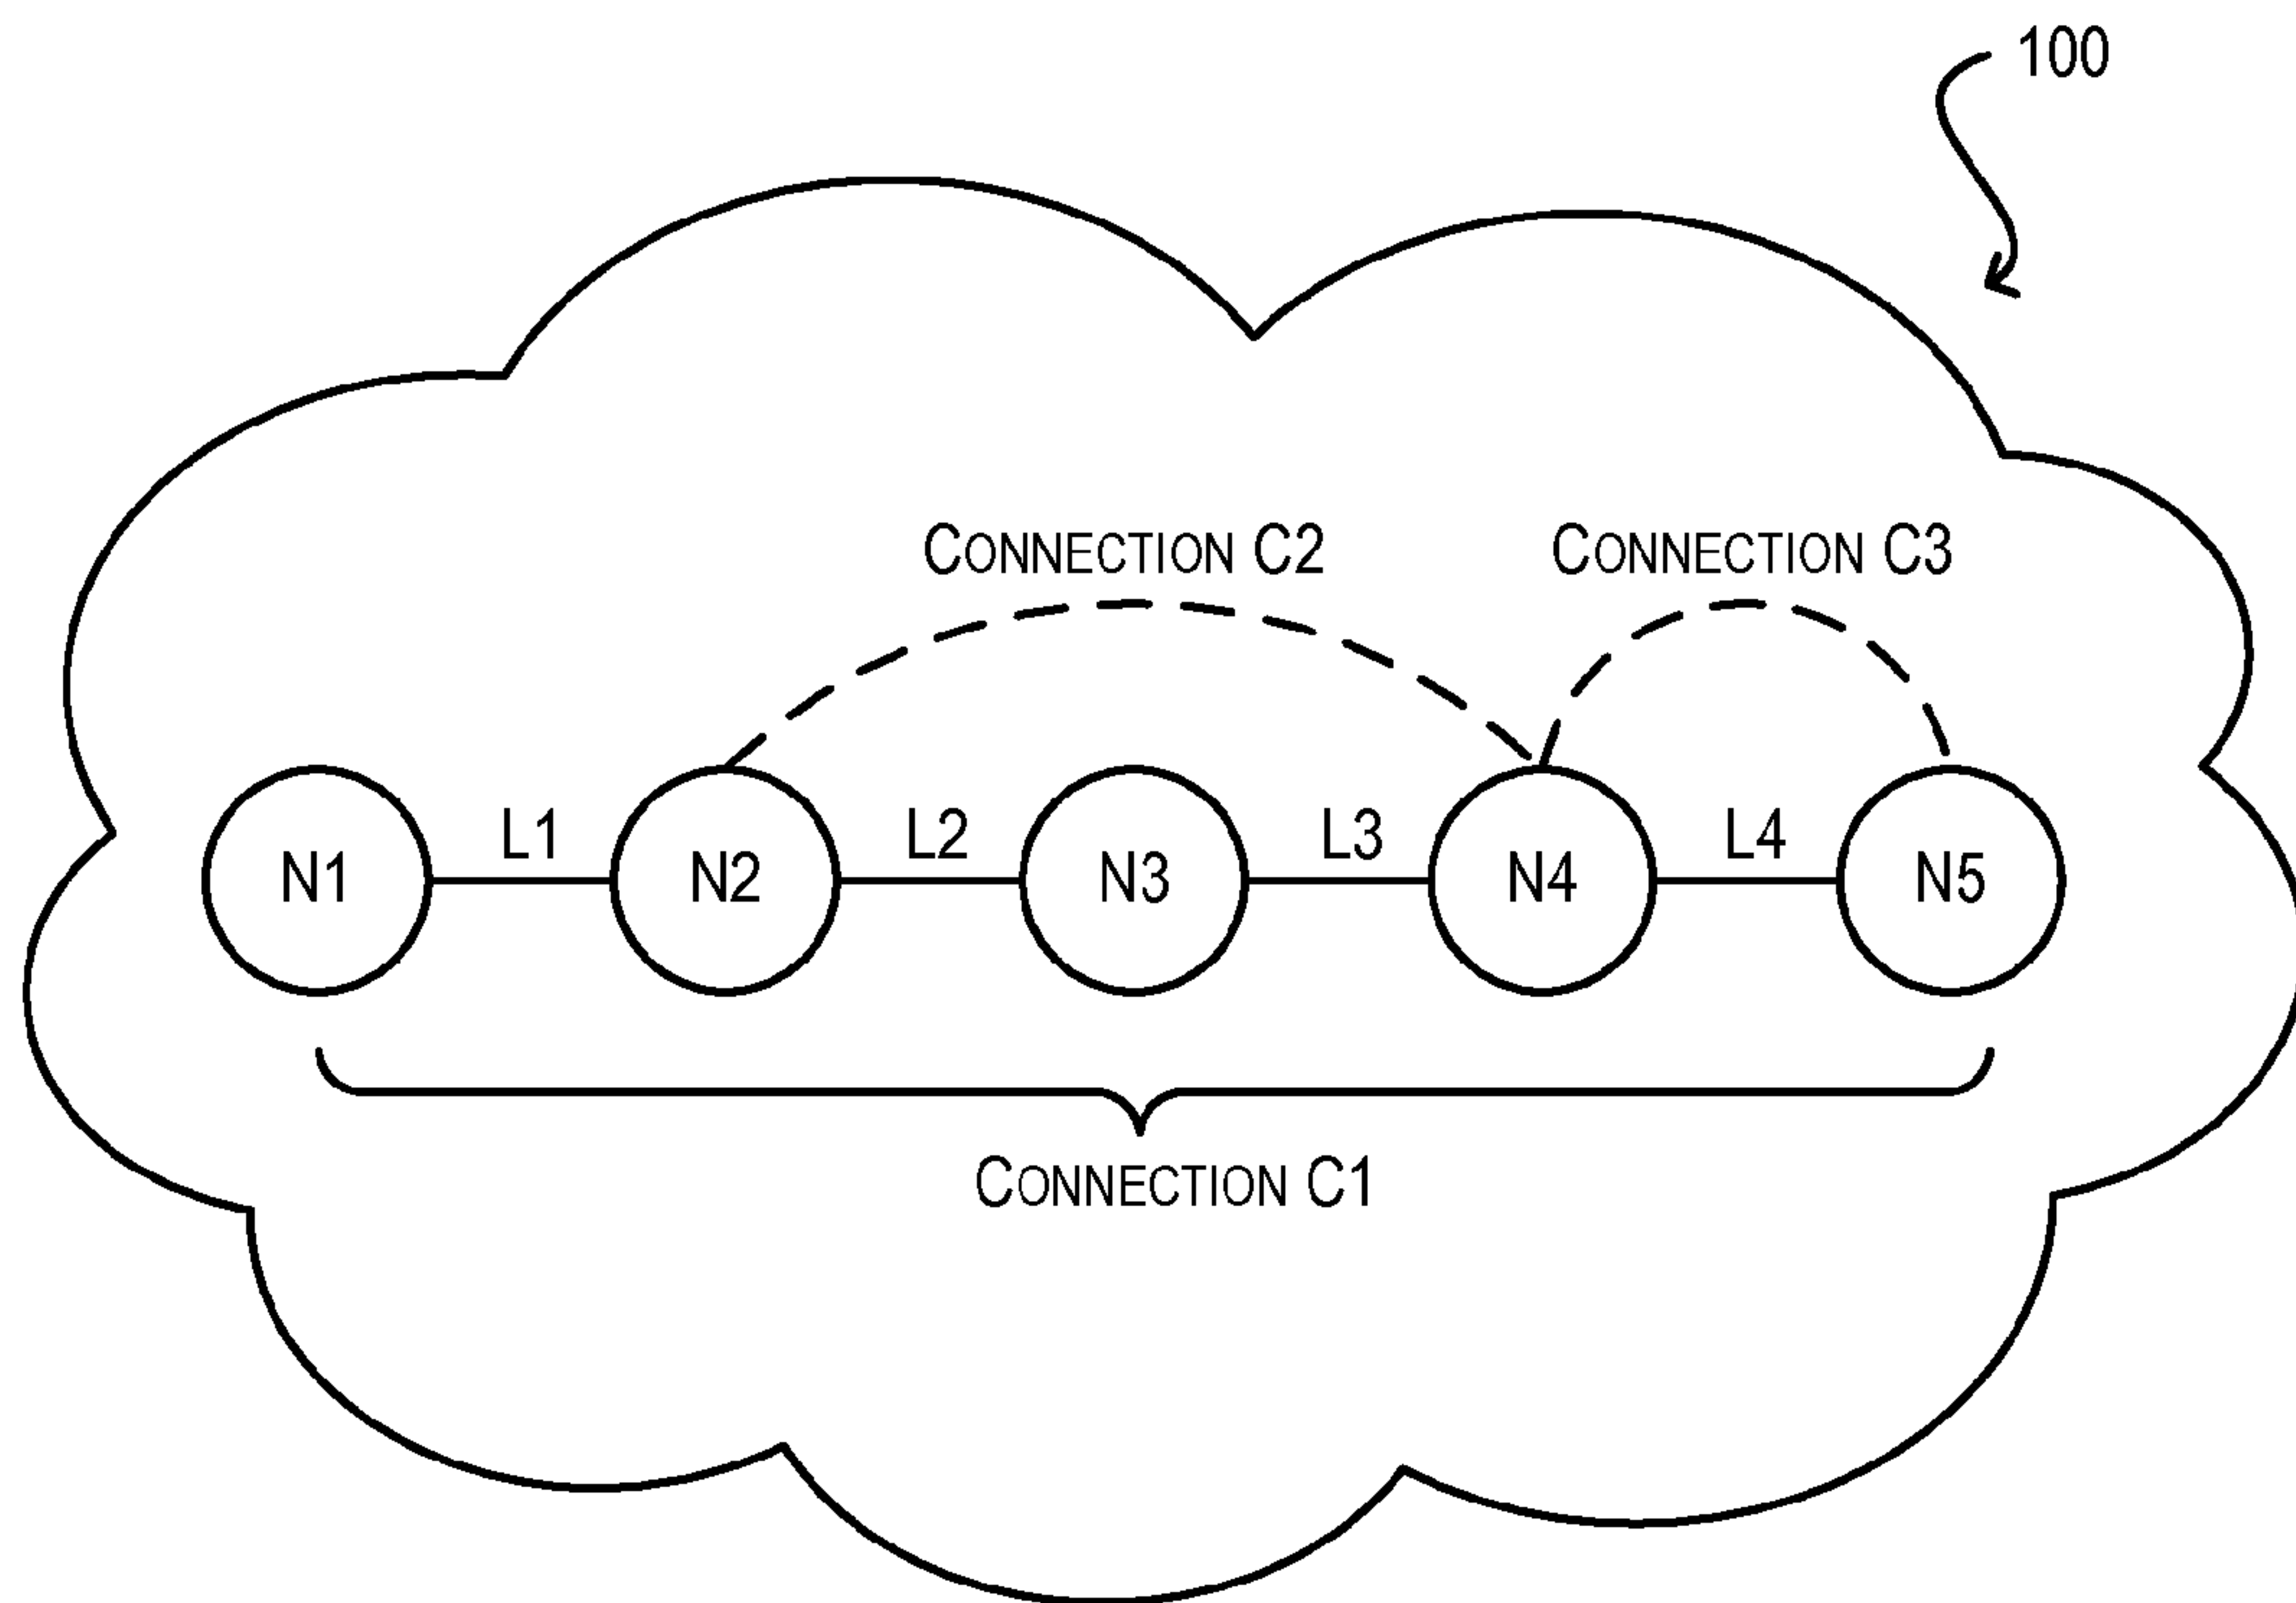 100
CONNECTION C2
CONNECTION C3
L1
L2
L3
L4
N1
N2
N3
N4
N5
CONNECTION C1